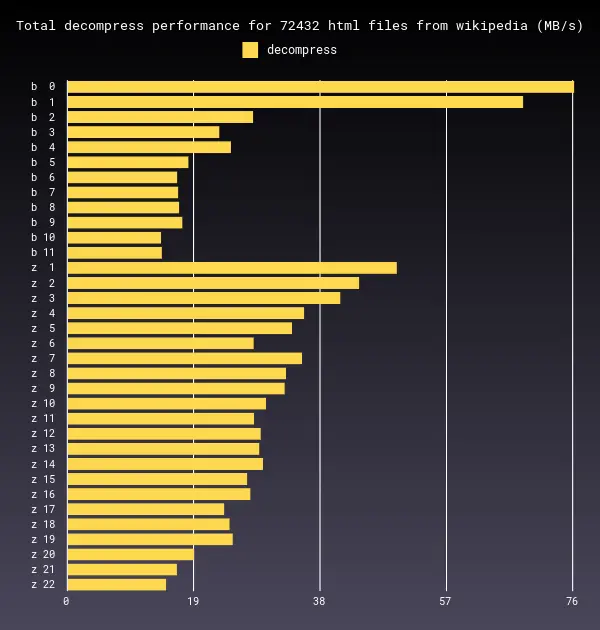 Total decompress performance for 72432 html files from wikipedia (MB/s)
decompress
b 0
b 1
b 2
b 3
b 4
b 5
b 6
b 7
b 8
b 9
b 10
b 11
z 1
z 2
z 3
z 4
z 5
z 6
z 7
z 8
z 9
z 10
z 11
z 12
z 13
z 14
z 15
z 16
z 17
z 18
z 19
z 20
z 21
z 22
0 19 38 57 76